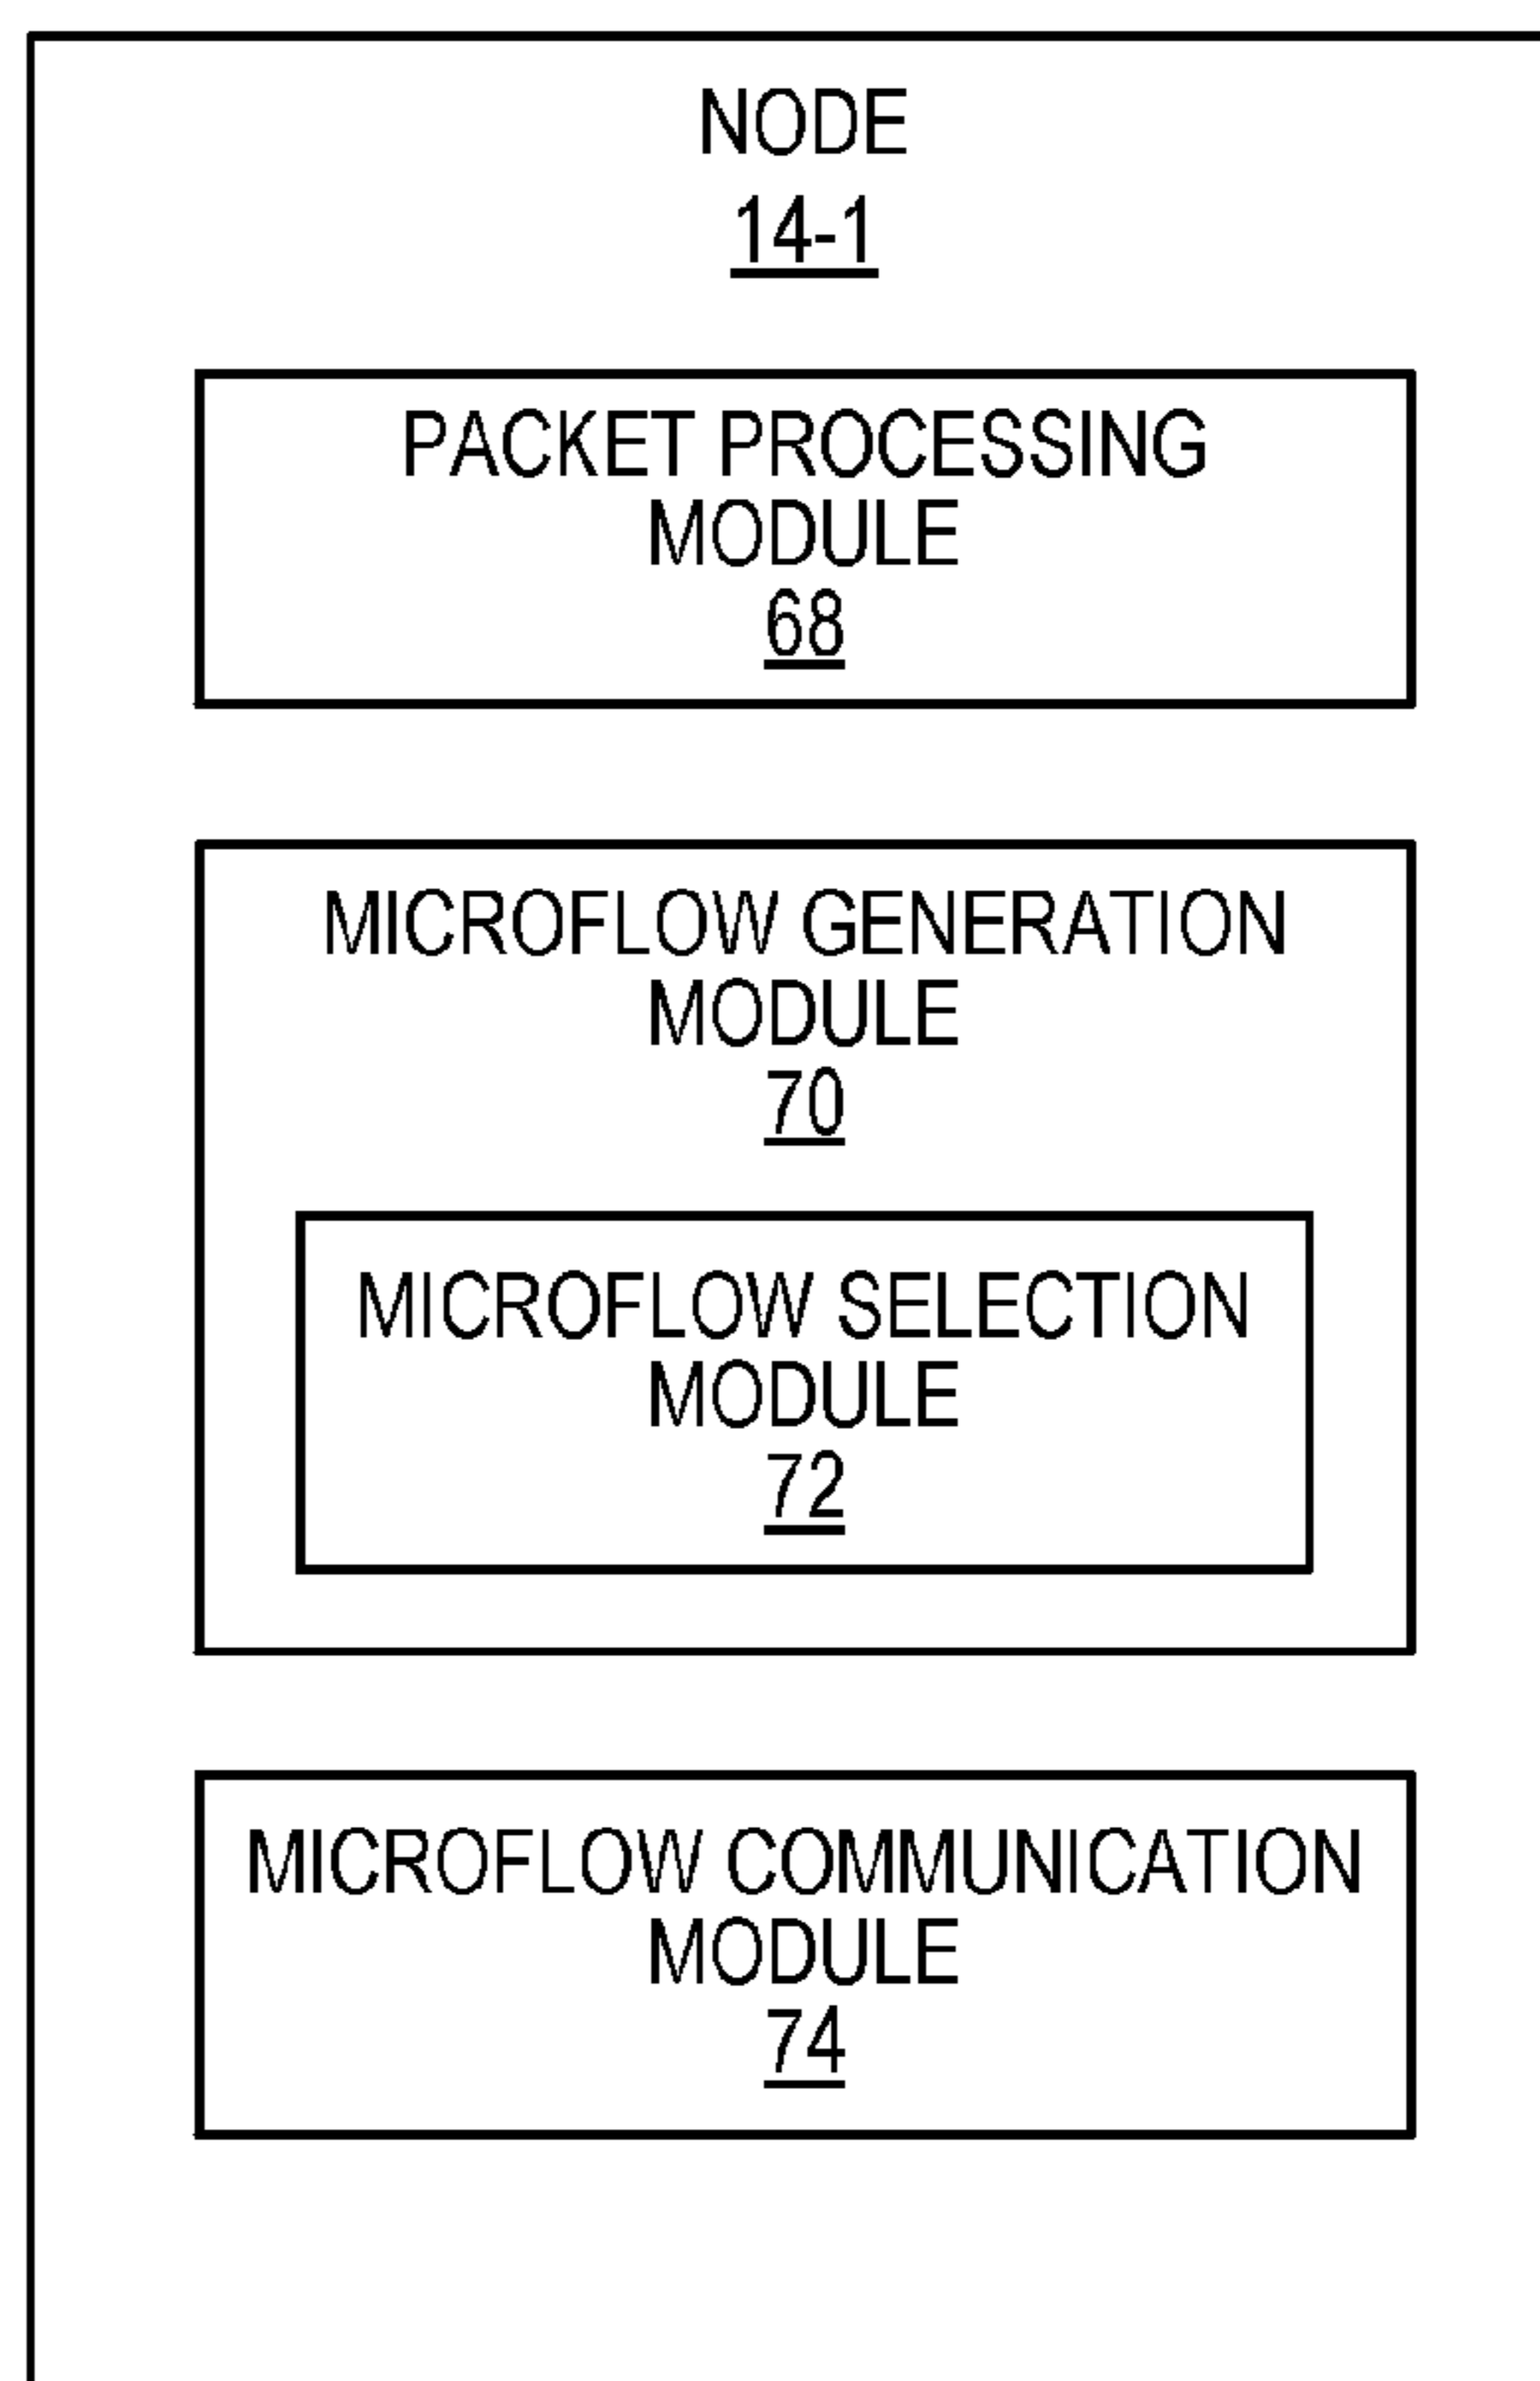 NODE
14-1
PACKET PROCESSING
MODULE
68
MICROFLOW GENERATION
MODULE
70
MICROFLOW SELECTION
MODULE
72
MICROFLOW COMMUNICATION
MODULE
74